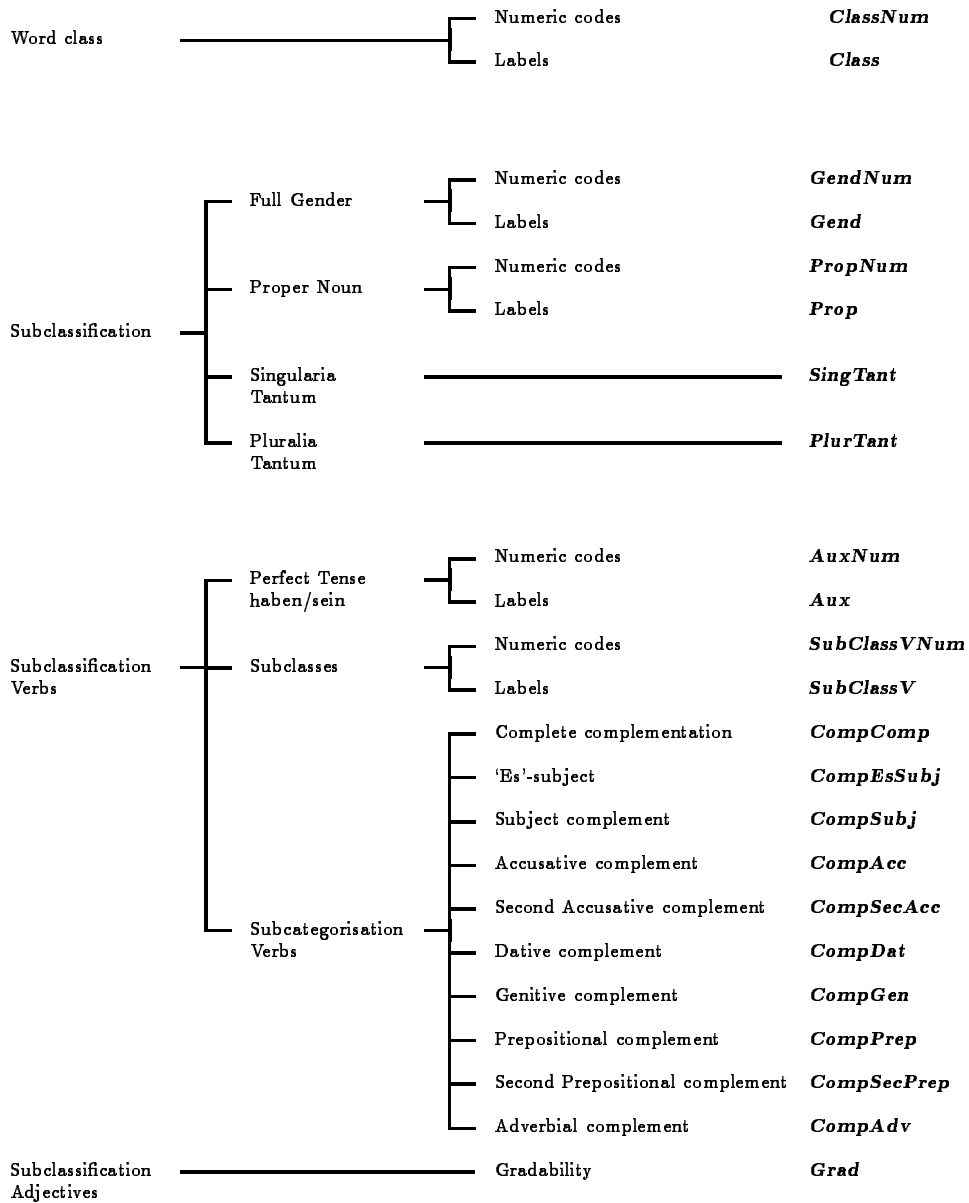 Numeric codes ClassNum
Word class
Labels Class
Numeric codes GendNum
Full Gender
Labels Gend
Numeric codes PropNum
Proper Noun
Labels Prop
Subclassification
Singularia SingTant
Tantum
Pluralia PlurTant
Tantum
Numeric codes AuxNum
Perfect Tense
haben/sein Labels Aux
Numeric codes SubClassVNum
Subclassification Subclasses
Verbs Labels SubClassV
Complete complementation CompComp
‘Es’-subject CompEsSubj
Subject complement CompSubj
Accusative complement CompAcc
Second Accusative complement CompSecAcc
Subcategorisation
Verbs Dative complement CompDat
Genitive complement CompGen
Prepositional complement CompPrep
Second Prepositional complement CompSecPrep
Adverbial complement CompAdv
Subclassification Gradability Grad
Adjectives